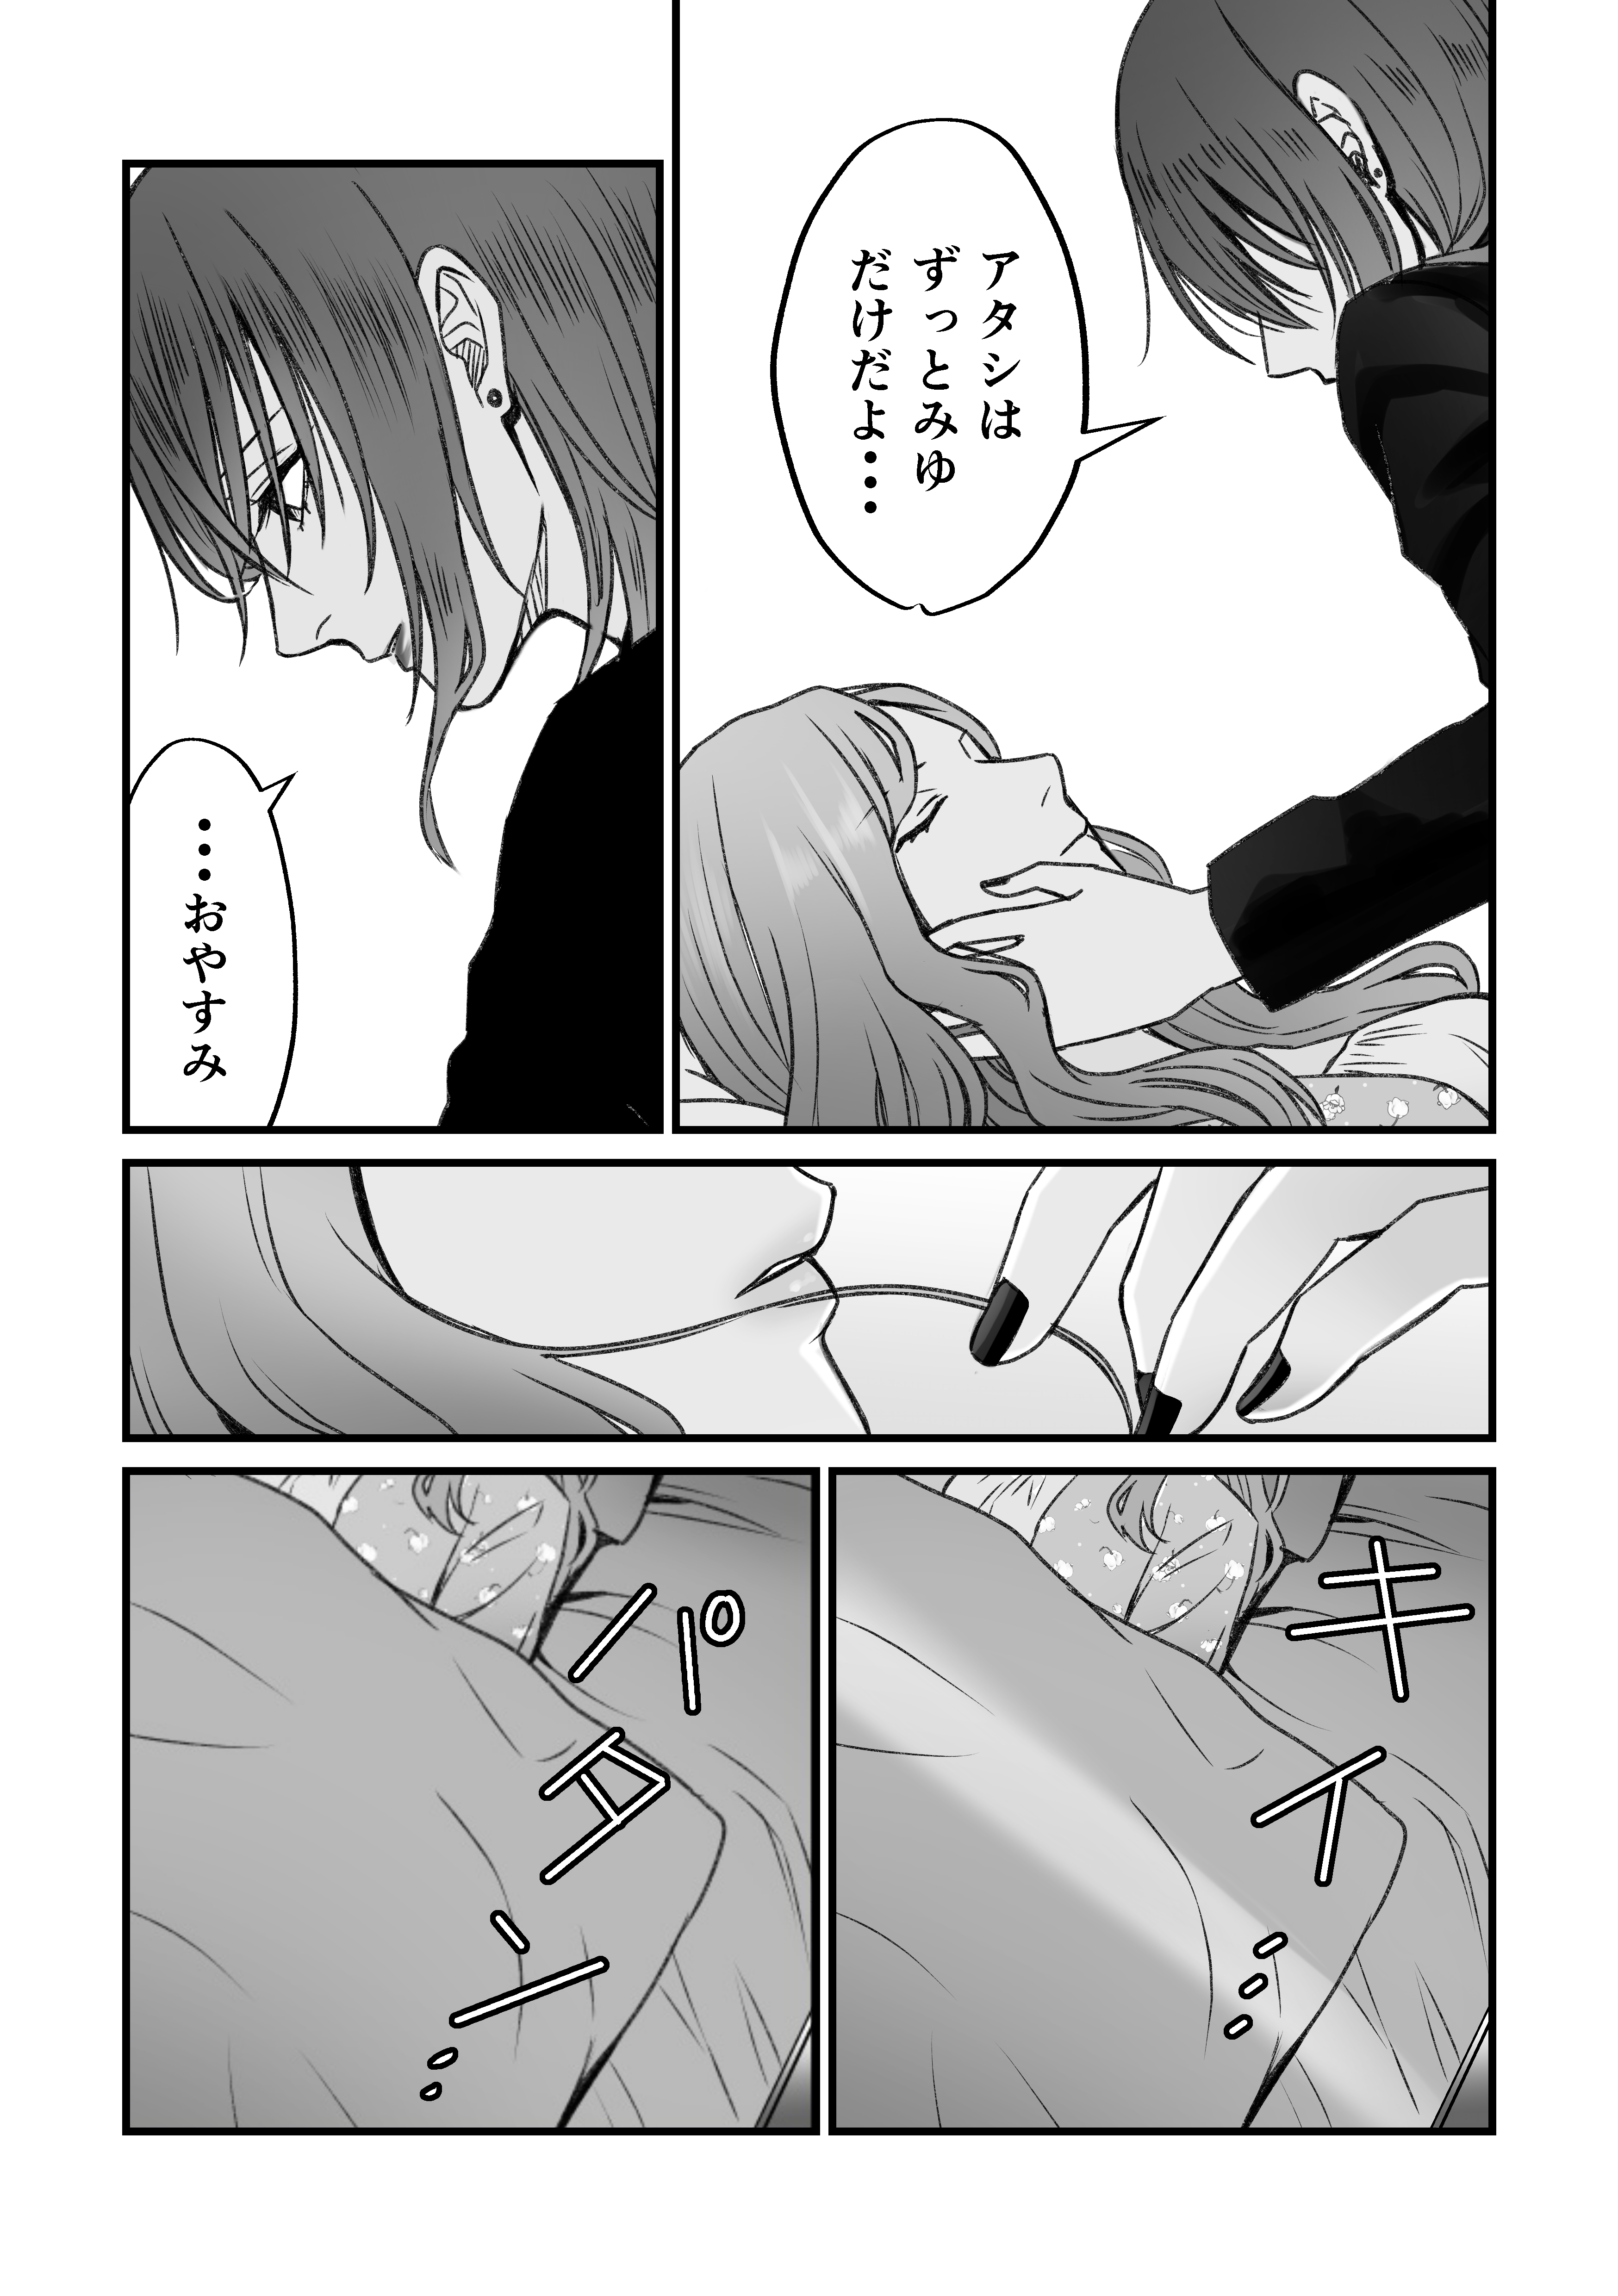 アタシは
ずっとみゆ
だけだよ・・・
・・・おやすみ
キイ・・・
パタン・・